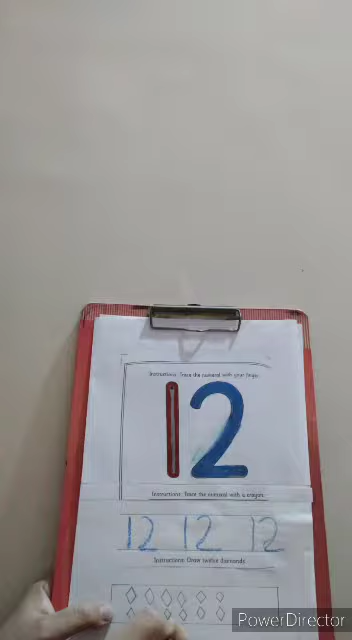 Instructions: Trace the numeral with your finger.
12
Instructions: Trace the numeral with a crayon.
12 12 12
Instructions: Draw twelve diamonds
PowerDirector